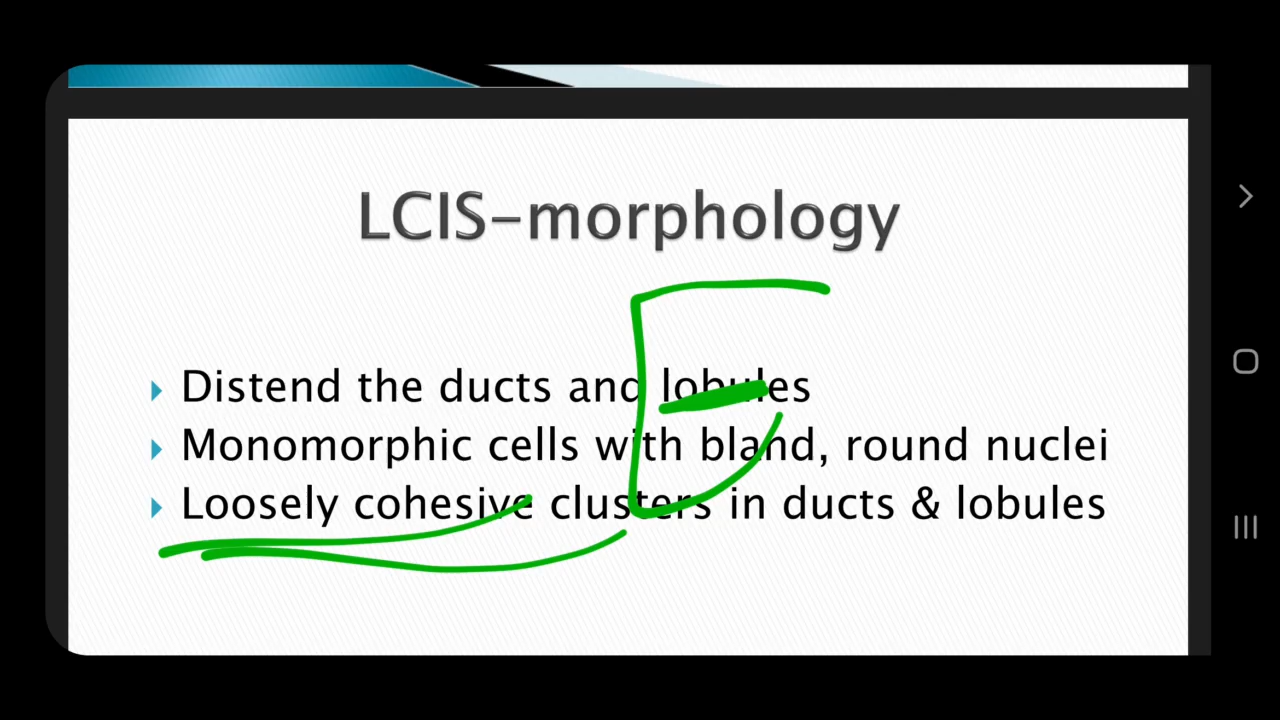 LCIS-morphology
Distend the ducts and lobules
Monomorphic cells with bland, round nuclei
Loosely cohesive clusters in ducts & lobules
E